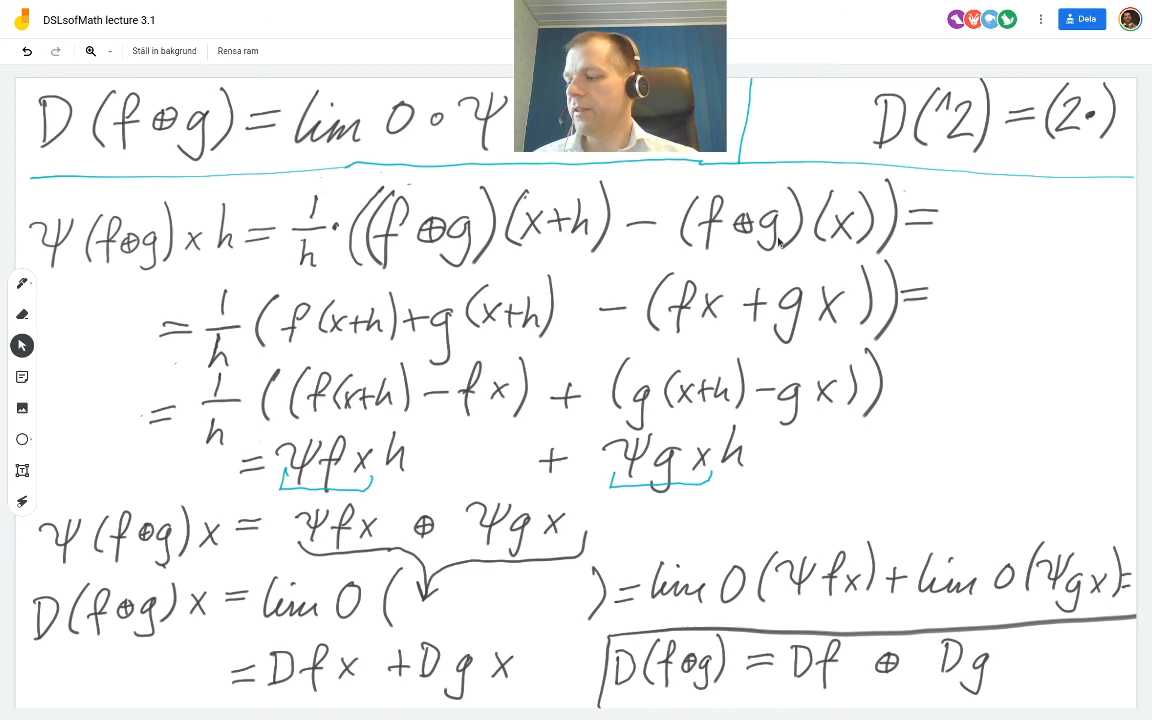 DSLsofMath lecture 3.1
Dela
Ställ in bakgrund
Rensa ram
D (f ⊕ g) = lim 0 ∘ Ψ
D(^2) = (2·)
Ψ (f⊕g) x h = 1/h · ((f ⊕ g)(x+h) − (f ⊕ g)(x)) =
= 1/h (f(x+h) + g(x+h) − (f x + g x)) =
= 1/h ((f(x+h) − f x) + (g(x+h) − g x))
= Ψ f x h + Ψ g x h
Ψ (f ⊕ g) x = Ψ f x ⊕ Ψ g x
D(f ⊕ g) x = lim 0 ( ) = lim 0 (Ψ f x) + lim 0 (Ψ g x) =
= D f x + D g x
D(f ⊕ g) = Df ⊕ Dg